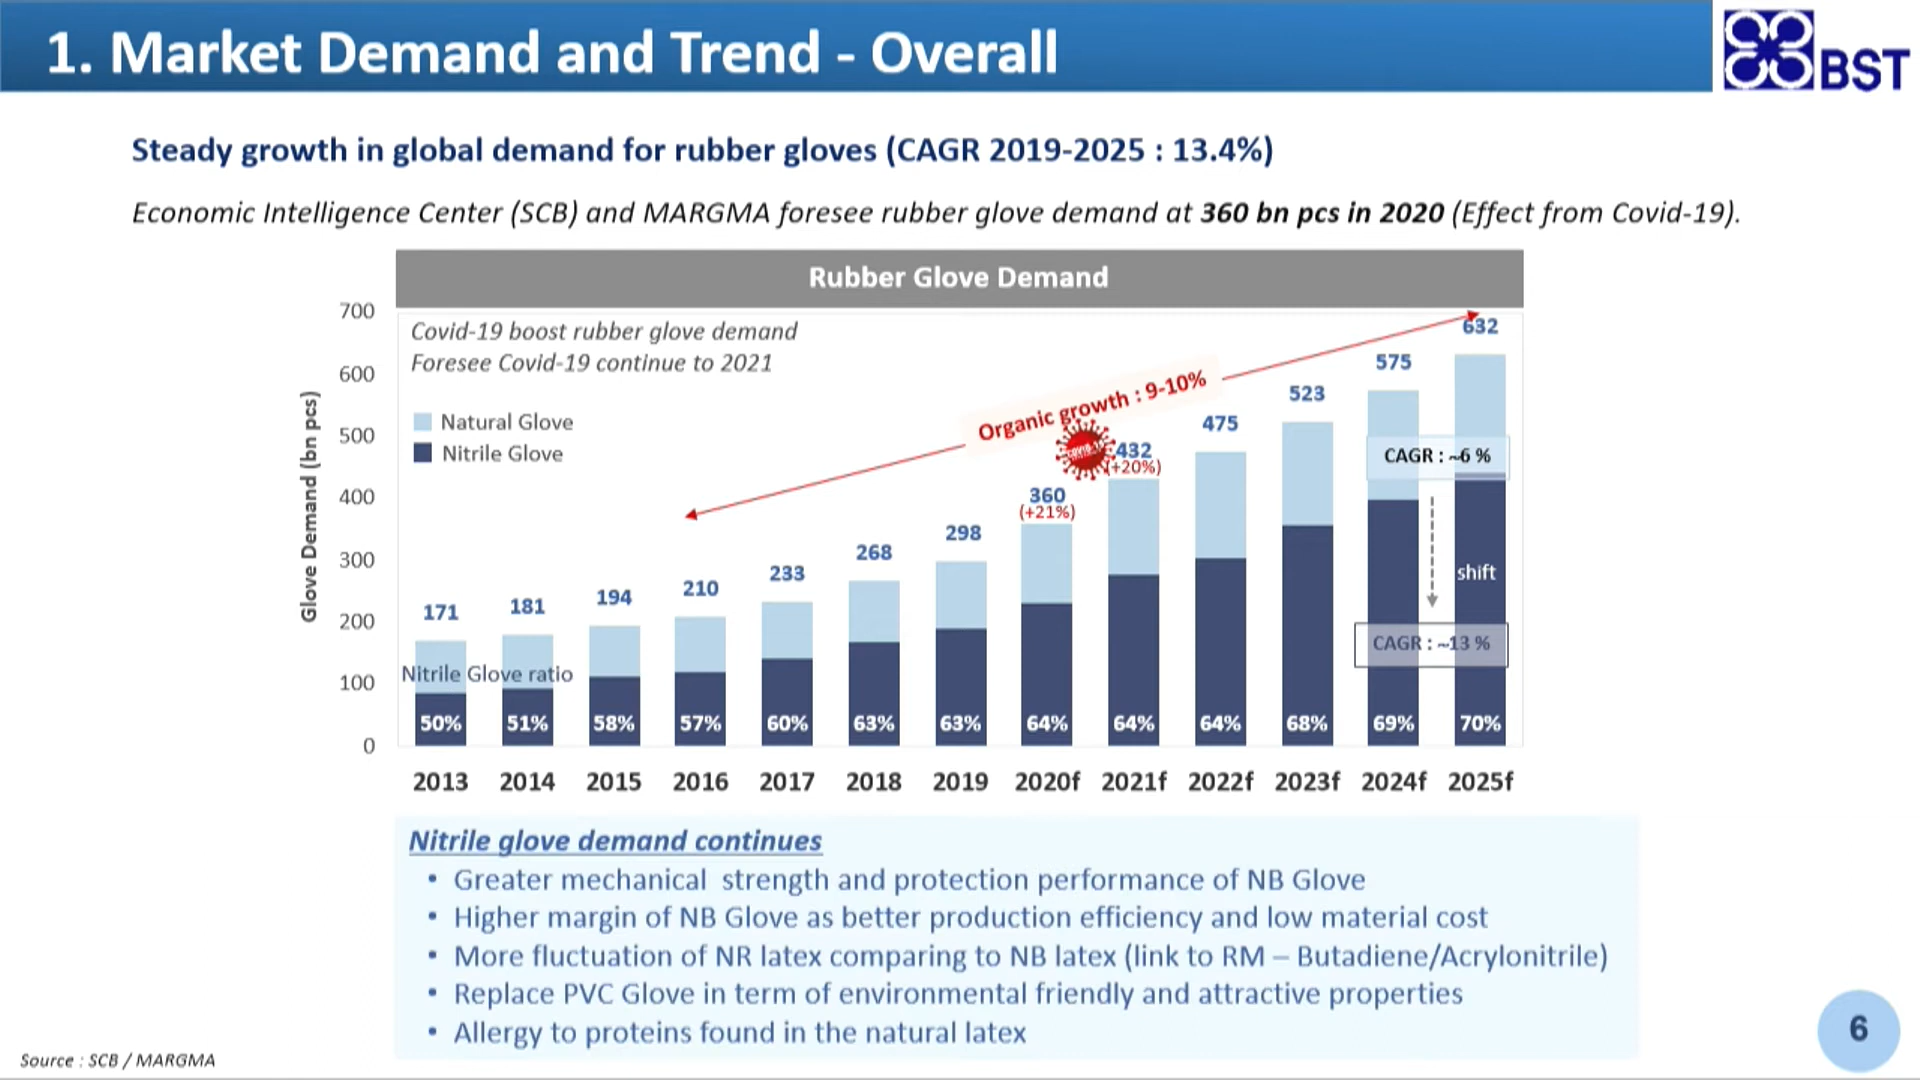 1. Market Demand and Trend - Overall
BST
Steady growth in global demand for rubber gloves (CAGR 2019-2025 : 13.4%)
Economic Intelligence Center (SCB) and MARGMA foresee rubber glove demand at 360 bn pcs in 2020 (Effect from Covid-19).
Rubber Glove Demand
Glove Demand (bn pcs)
700
600
500
400
300
200
100
0
Covid-19 boost rubber glove demand
Foresee Covid-19 continue to 2021
Natural Glove
Nitrile Glove
Organic growth : 9-10%
171
181
194
210
233
268
298
360
(+21%)
432
(+20%)
475
523
575
632
CAGR : ~6 %
shift
CAGR : ~13 %
Nitrile Glove ratio
50%
51%
58%
57%
60%
63%
63%
64%
64%
64%
68%
69%
70%
2013
2014
2015
2016
2017
2018
2019
2020f
2021f
2022f
2023f
2024f
2025f
Nitrile glove demand continues
• Greater mechanical strength and protection performance of NB Glove
• Higher margin of NB Glove as better production efficiency and low material cost
• More fluctuation of NR latex comparing to NB latex (link to RM – Butadiene/Acrylonitrile)
• Replace PVC Glove in term of environmental friendly and attractive properties
• Allergy to proteins found in the natural latex
Source : SCB / MARGMA
6